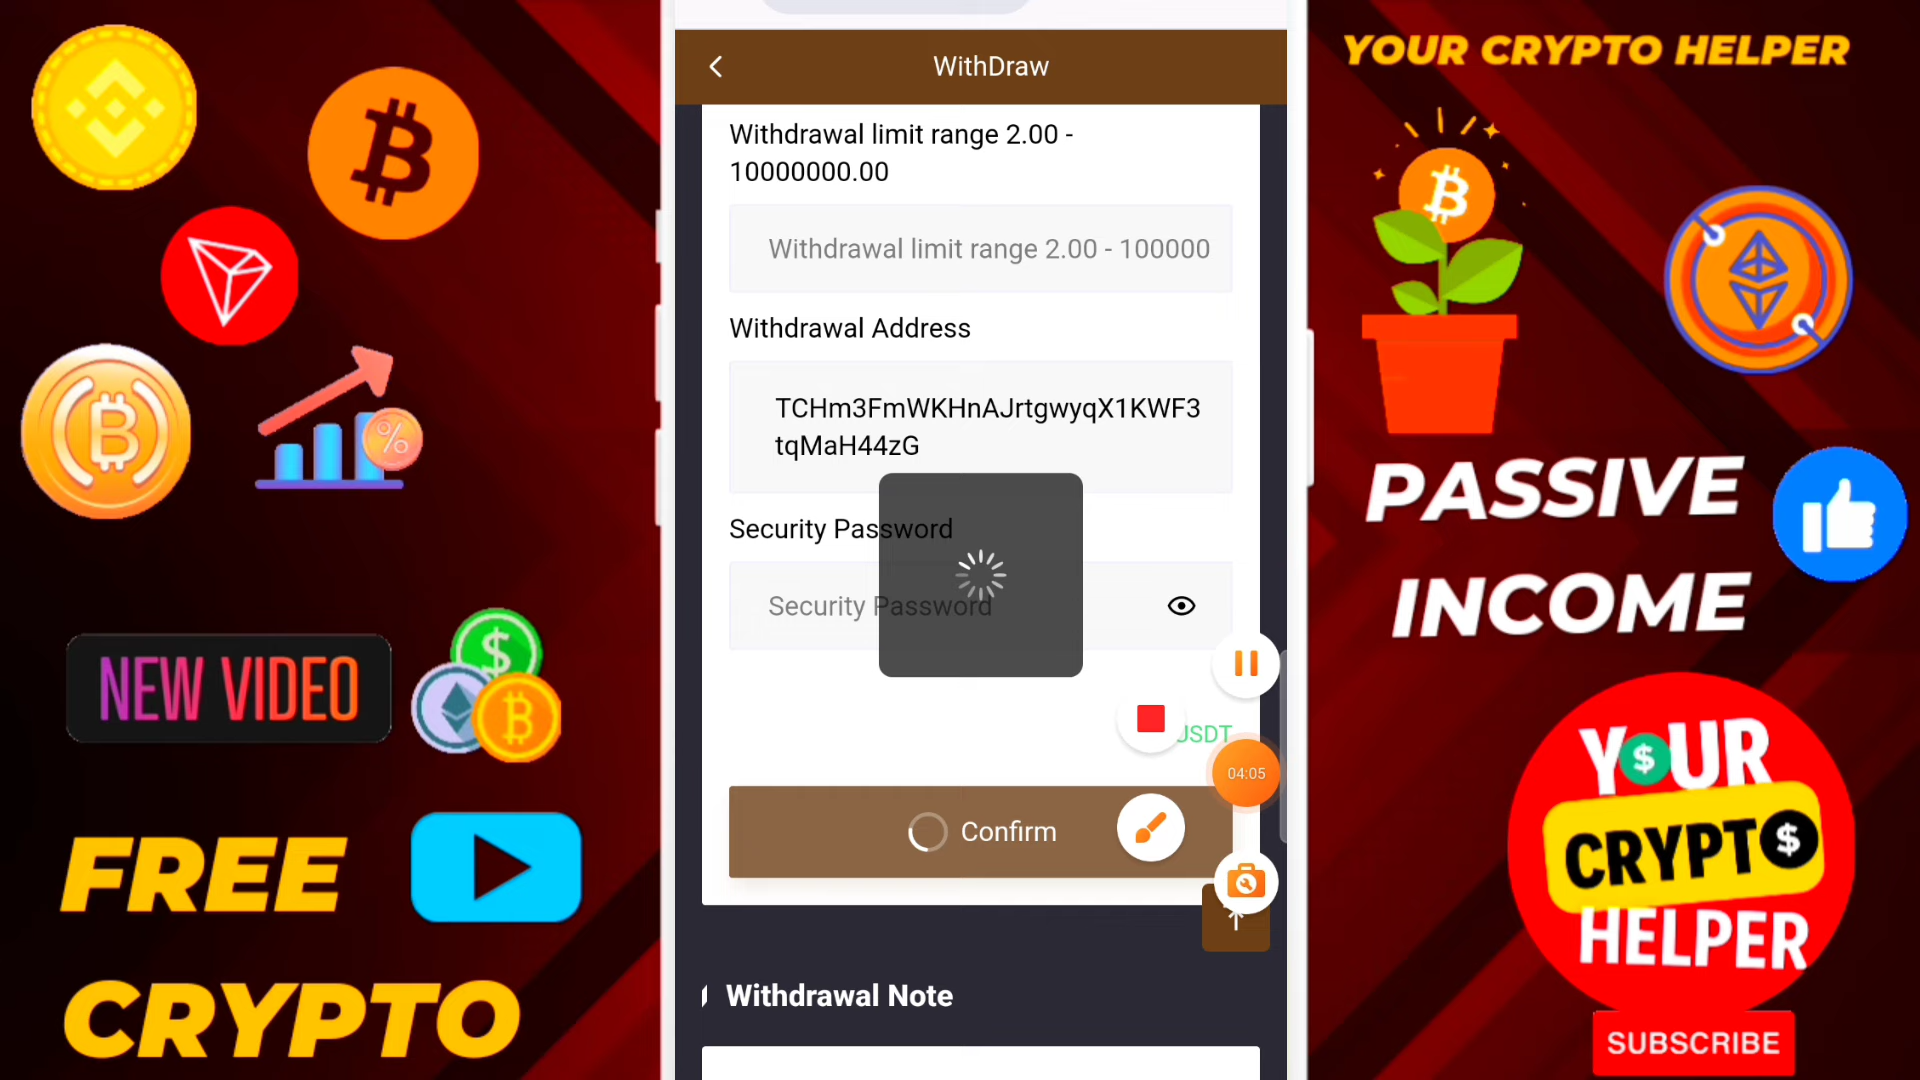 YOUR CRYPTO HELPER
WithDraw
Withdrawal limit range 2.00 -
10000000.00
Withdrawal limit range 2.00 - 100000
Withdrawal Address
TCHm3FmWKHnAJrtgwyqX1KWF3
tqMaH44zG
Security Password
Security Password
USDT
04:05
Confirm
Withdrawal Note
%
NEW VIDEO
$
FREE
CRYPTO
PASSIVE
INCOME
Y$UR
CRYPT$
HELPER
SUBSCRIBE